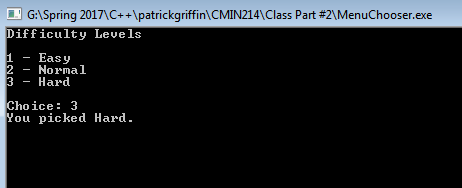 G:\Spring 2017\C++\patrickgriffin\CMIN214\Class Part #2\MenuChooser.exe
Difficulty Levels
1 - Easy
2 - Normal
3 - Hard
Choice: 3
You picked Hard.